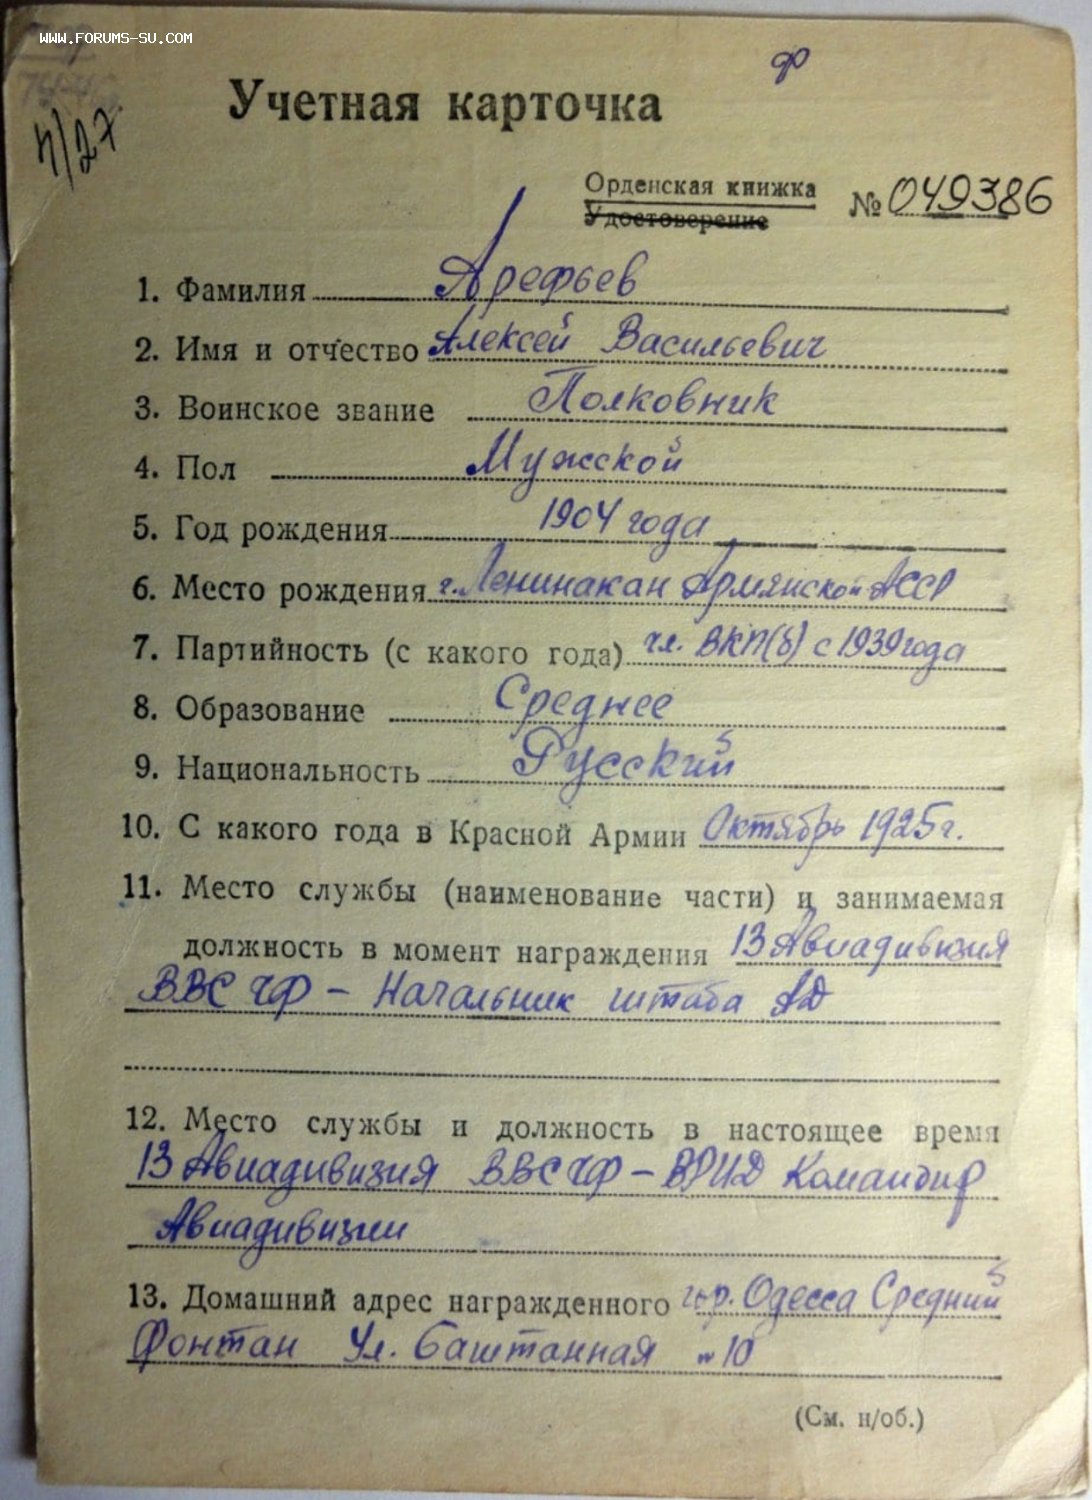 WWW.FORUMS-SU.COM
ф
4/27
Учетная карточка
Орденская книжка
Удостоверение
№ 049386
1. Фамилия Арефьев
2. Имя и отчество Алексей Васильевич
3. Воинское звание Полковник
4. Пол Мужской
5. Год рождения 1904 года
6. Место рождения г. Ленинакан Армянской АССР
7. Партийность (с какого года) чл. ВКП(б) с 1939 года
8. Образование Среднее
9. Национальность Русский
10. С какого года в Красной Армии Октябрь 1925 г.
11. Место службы (наименование части) и занимаемая
должность в момент награждения 13 Авиадивизия
ВВС ЧФ – Начальник штаба АД
12. Место службы и должность в настоящее время
13 Авиадивизия ВВС ЧФ – ВРИД Командир
Авиадивизии
13. Домашний адрес награжденного гор. Одесса Средний
Фонтан Ул. Баштанная № 10
(См. н/об.)